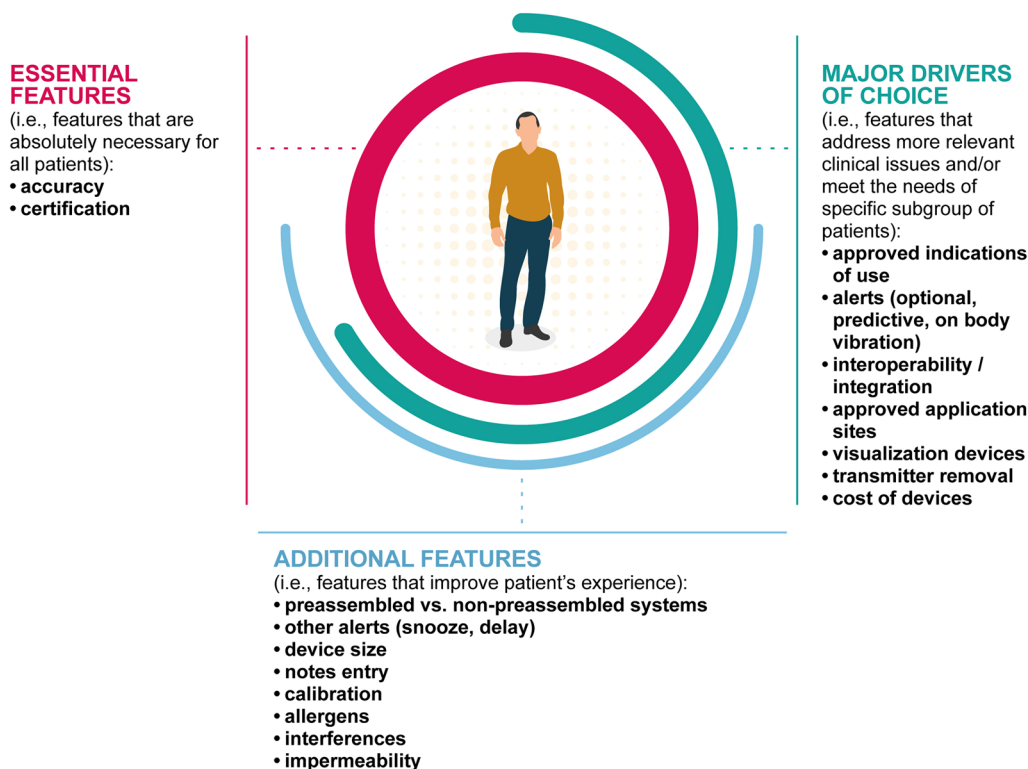 ESSENTIAL
FEATURES
(i.e., features that are
absolutely necessary for
all patients):
• accuracy
• certification
MAJOR DRIVERS
OF CHOICE
(i.e., features that
address more relevant
clinical issues and/or
meet the needs of
specific subgroup of
patients):
• approved indications
of use
• alerts (optional,
predictive, on body
vibration)
• interoperability /
integration
• approved application
sites
• visualization devices
• transmitter removal
• cost of devices
ADDITIONAL FEATURES
(i.e., features that improve patient's experience):
• preassembled vs. non-preassembled systems
• other alerts (snooze, delay)
• device size
• notes entry
• calibration
• allergens
• interferences
• impermeability